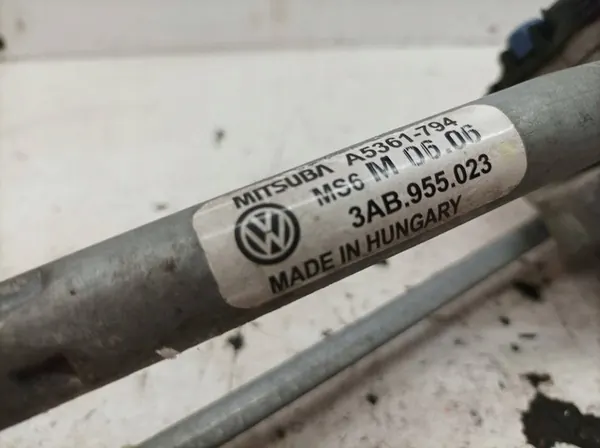 MITSUBA A5361-794
MS6 M 06.06
3AB.955.023
MADE IN HUNGARY